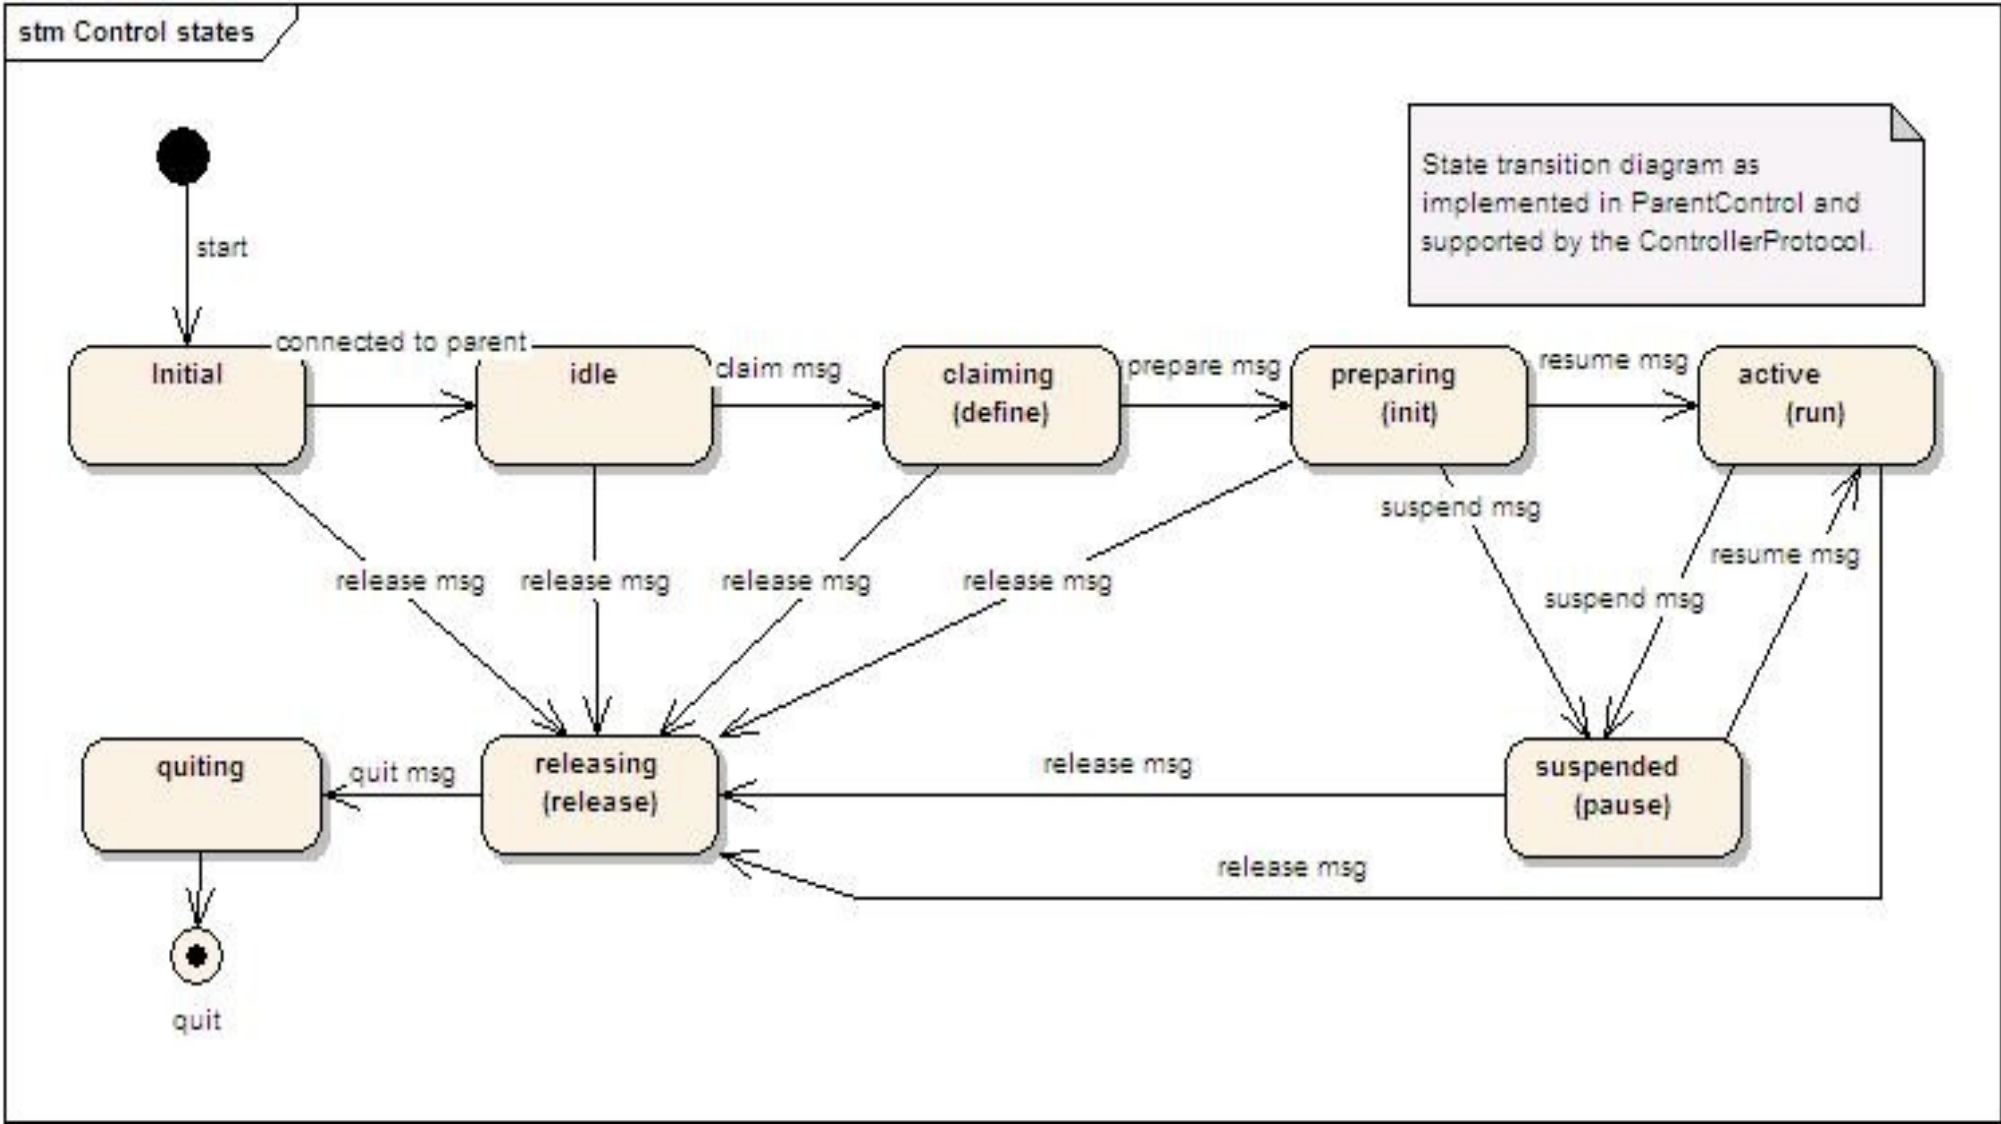 stm Control states
State transition diagram as
implemented in ParentControl and
supported by the ControllerProtocol.
start
connected to parent
Initial
idle
claim msg
claiming
(define)
prepare msg
preparing
(init)
resume msg
active
(run)
suspend msg
resume msg
release msg
release msg
release msg
release msg
suspend msg
quiting
quit msg
releasing
(release)
release msg
suspended
(pause)
release msg
quit